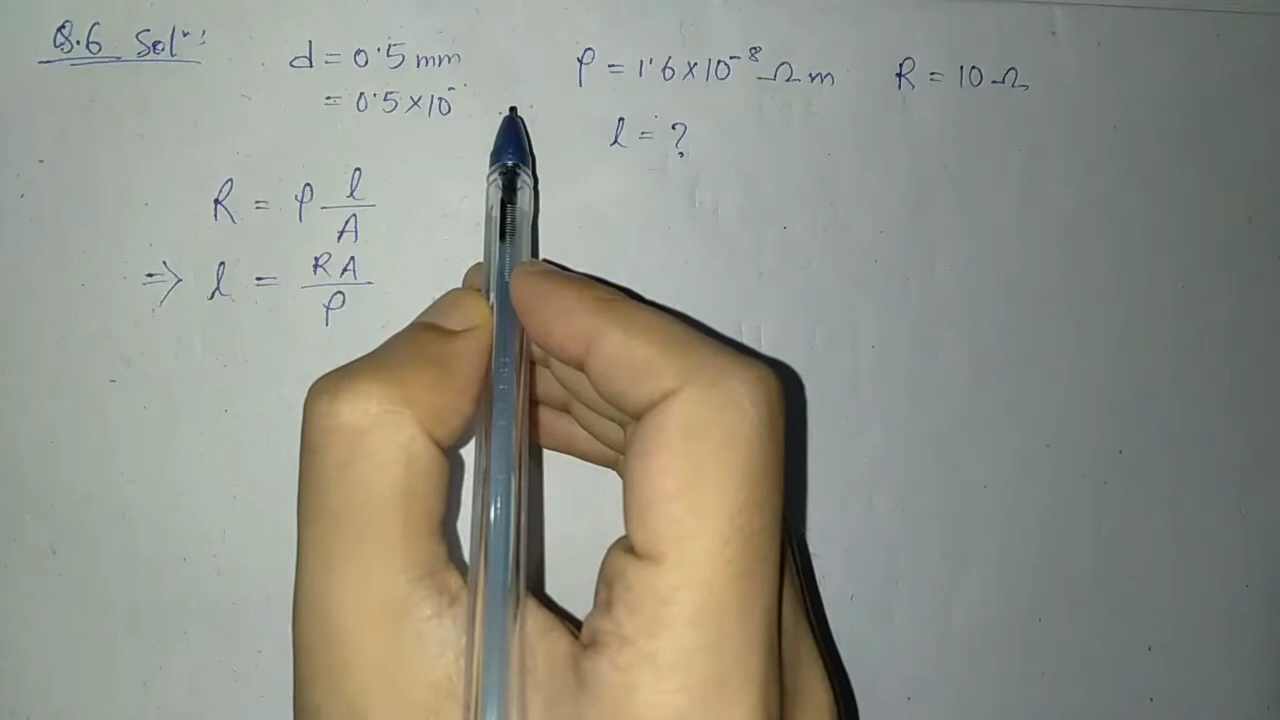 Q.6 Solⁿ:
d = 0.5 mm ρ = 1.6×10⁻⁸ Ω m R = 10 Ω
= 0.5×10⁻ l = ?
R = ρ l/A
⇒ l = RA/ρ